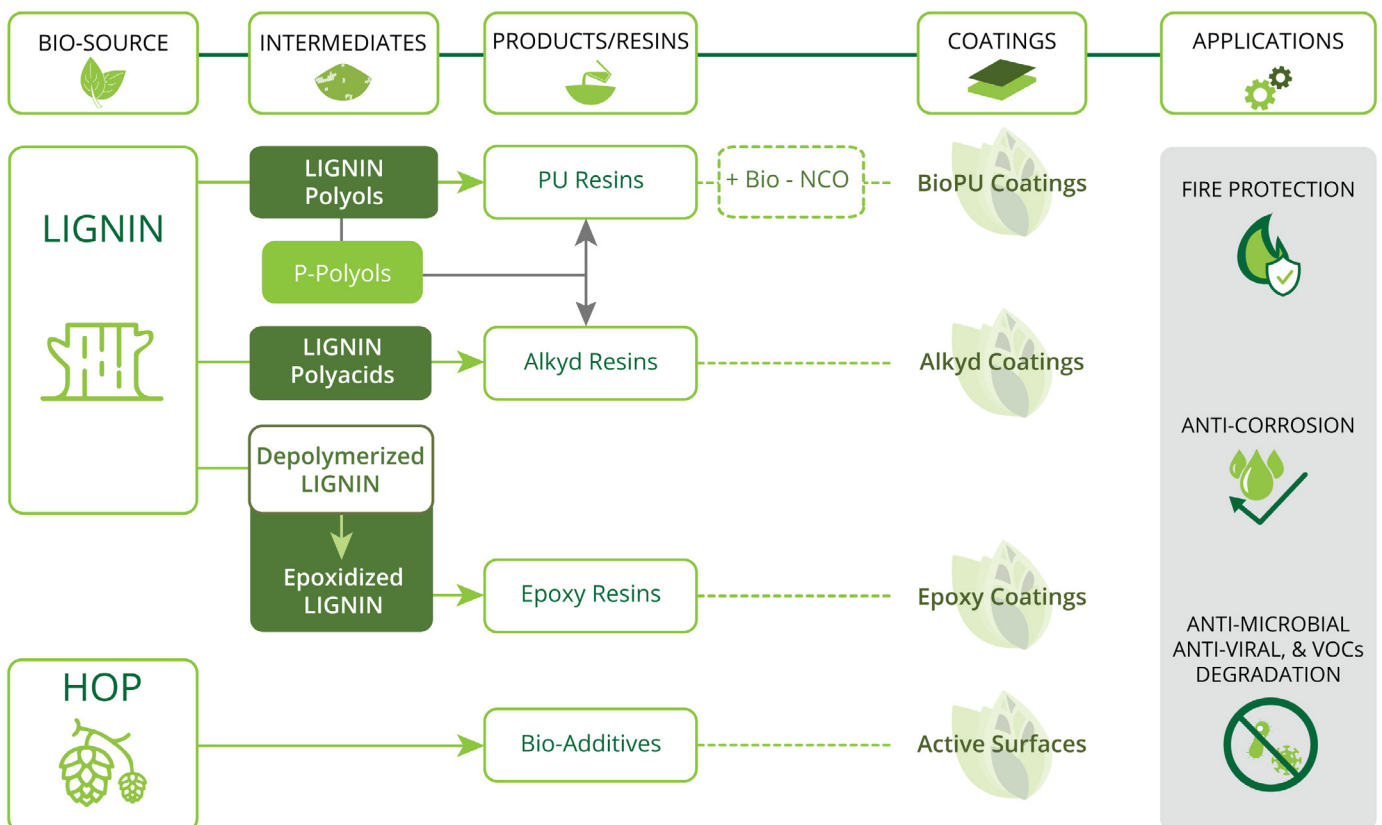 BIO-SOURCE
INTERMEDIATES
PRODUCTS/RESINS
COATINGS
APPLICATIONS
LIGNIN
LIGNIN
Polyols
PU Resins
+ Bio - NCO
BioPU Coatings
P-Polyols
LIGNIN
Polyacids
Alkyd Resins
Alkyd Coatings
Depolymerized
LIGNIN
Epoxidized
LIGNIN
Epoxy Resins
Epoxy Coatings
HOP
Bio-Additives
Active Surfaces
FIRE PROTECTION
ANTI-CORROSION
ANTI-MICROBIAL
ANTI-VIRAL, & VOCs
DEGRADATION